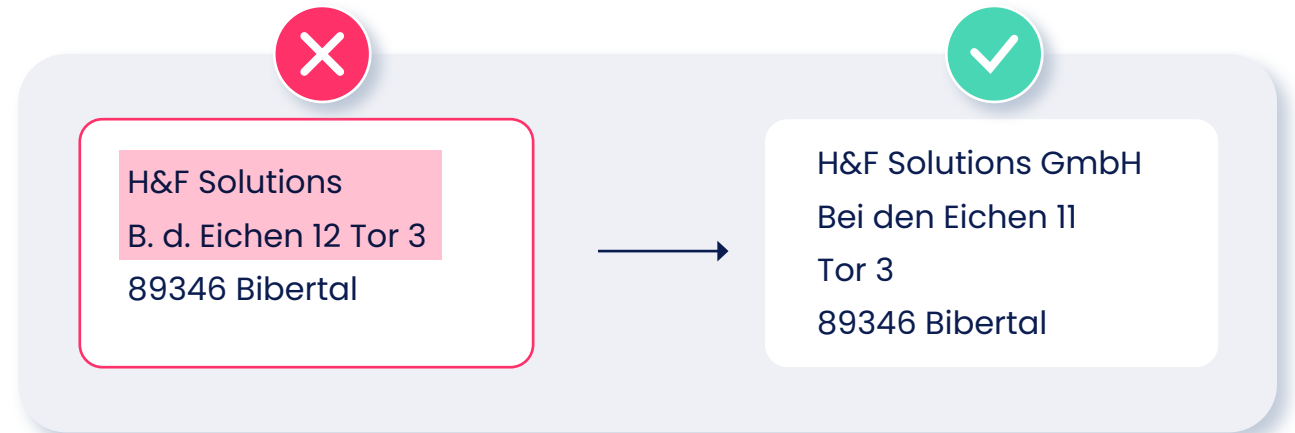 H&F Solutions
B. d. Eichen 12 Tor 3
89346 Bibertal
H&F Solutions GmbH
Bei den Eichen 11
Tor 3
89346 Bibertal